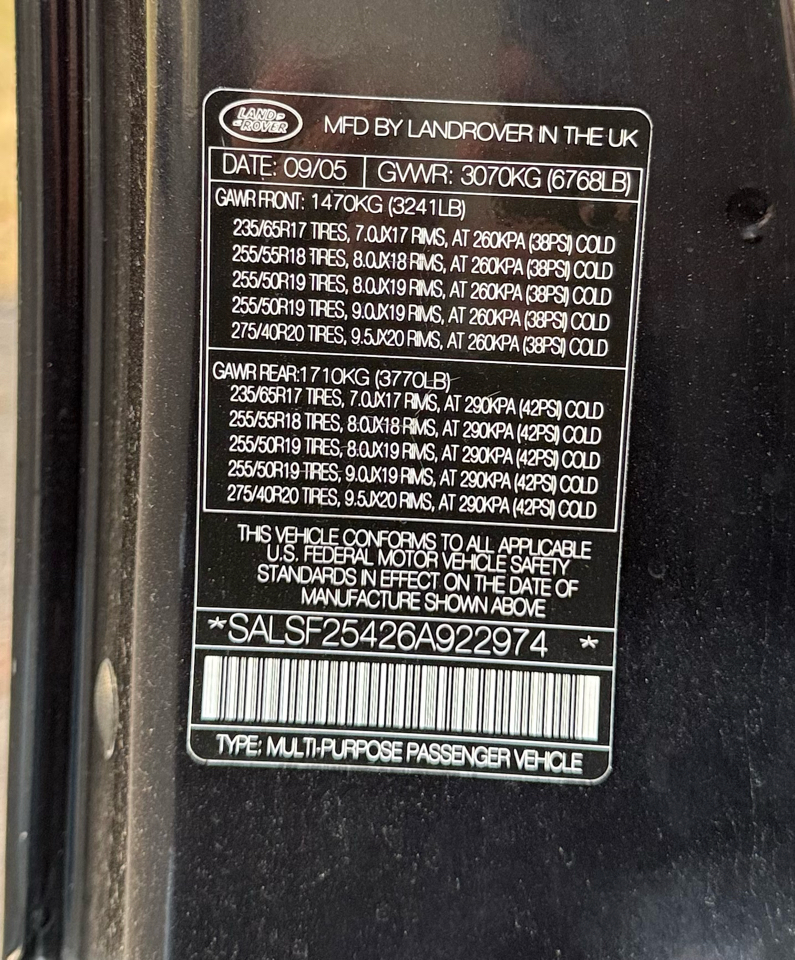 LAND ROVER
MFD BY LANDROVER IN THE UK
DATE: 09/05 GVWR: 3070KG (6768LB)
GAWR FRONT: 1470KG (3241LB)
235/65R17 TIRES, 7.0JX17 RIMS, AT 260KPA (38PSI) COLD
255/55R18 TIRES, 8.0JX18 RIMS, AT 260KPA (38PSI) COLD
255/50R19 TIRES, 8.0JX19 RIMS, AT 260KPA (38PSI) COLD
255/50R19 TIRES, 9.0JX19 RIMS, AT 260KPA (38PSI) COLD
275/40R20 TIRES, 9.5JX20 RIMS, AT 260KPA (38PSI) COLD
GAWR REAR:1710KG (3770LB)
235/65R17 TIRES, 7.0JX17 RIMS, AT 290KPA (42PSI) COLD
255/55R18 TIRES, 8.0JX18 RIMS, AT 290KPA (42PSI) COLD
255/50R19 TIRES, 8.0JX19 RIMS, AT 290KPA (42PSI) COLD
255/50R19 TIRES, 9.0JX19 RIMS, AT 290KPA (42PSI) COLD
275/40R20 TIRES, 9.5JX20 RIMS, AT 290KPA (42PSI) COLD
THIS VEHICLE CONFORMS TO ALL APPLICABLE
U.S. FEDERAL MOTOR VEHICLE SAFETY
STANDARDS IN EFFECT ON THE DATE OF
MANUFACTURE SHOWN ABOVE
*SALSF25426A922974 *
TYPE: MULTI-PURPOSE PASSENGER VEHICLE